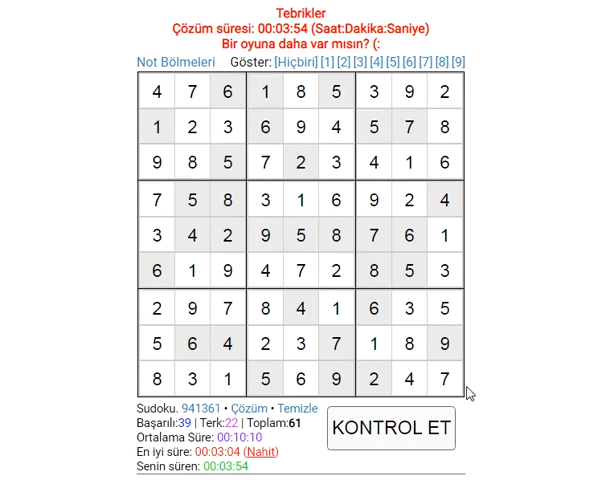 Tebrikler
Çözüm süresi: 00:03:54 (Saat:Dakika:Saniye)
Bir oyuna daha var mısın? (:
Not Bölmeleri Göster: [Hiçbiri] [1] [2] [3] [4] [5] [6] [7] [8] [9]
4 7 6 1 8 5 3 9 2
1 2 3 6 9 4 5 7 8
9 8 5 7 2 3 4 1 6
7 5 8 3 1 6 9 2 4
3 4 2 9 5 8 7 6 1
6 1 9 4 7 2 8 5 3
2 9 7 8 4 1 6 3 5
5 6 4 2 3 7 1 8 9
8 3 1 5 6 9 2 4 7
Sudoku. 941361 • Çözüm • Temizle
Başarılı:39 | Terk:22 | Toplam:61
Ortalama Süre: 00:10:10
En iyi süre: 00:03:04 (Nahit)
Senin süren: 00:03:54
KONTROL ET